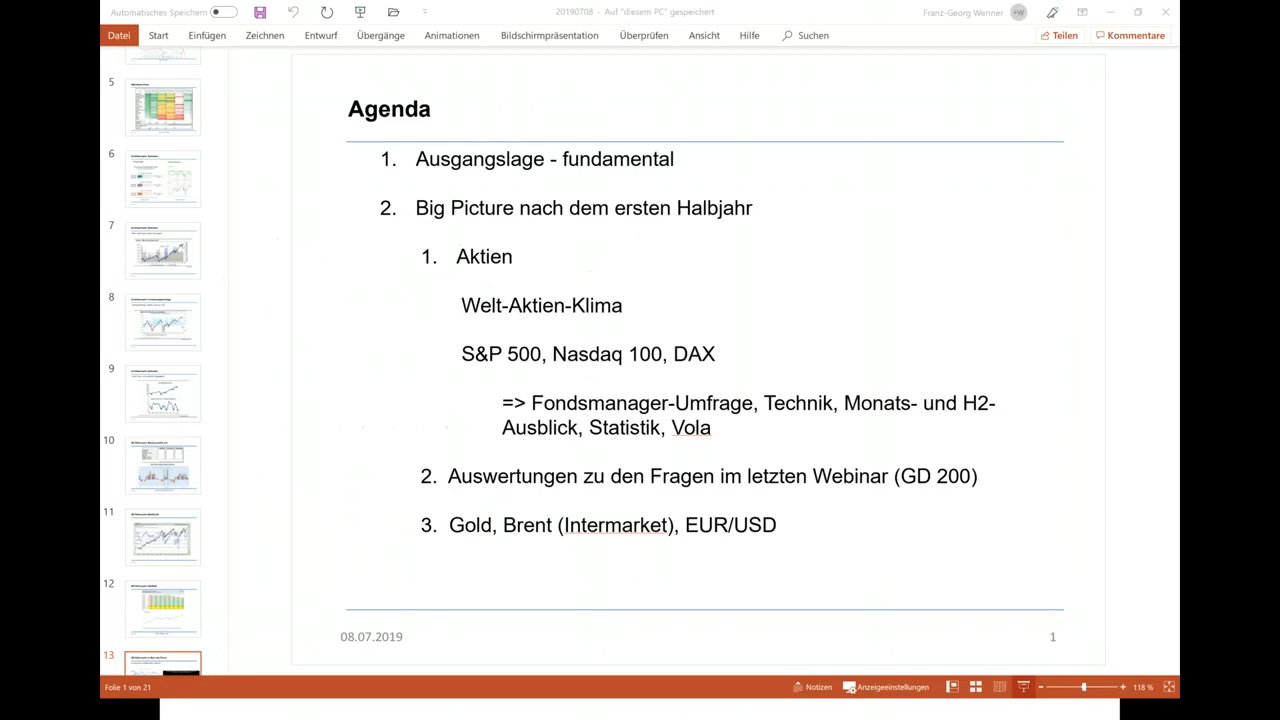 Automatisches Speichern
20190708 - Auf "diesem PC" gespeichert
Franz-Georg Wenner
+W
Datei Start Einfügen Zeichnen Entwurf Übergänge Animationen Bildschirmpräsentation Überprüfen Ansicht Hilfe Suchen Teilen Kommentare
5
6
7
8
9
10
11
12
13
Agenda
1. Ausgangslage - fundamental
2. Big Picture nach dem ersten Halbjahr
1. Aktien
Welt-Aktien-Klima
S&P 500, Nasdaq 100, DAX
=> Fondsmanager-Umfrage, Technik, Monats- und H2-
Ausblick, Statistik, Vola
2. Auswetungen zu den Fragen im letzten Webinar (GD 200)
3. Gold, Brent (Intermarket), EUR/USD
08.07.2019
1
Folie 1 von 21
Notizen
Anzeigeeinstellungen
118 %